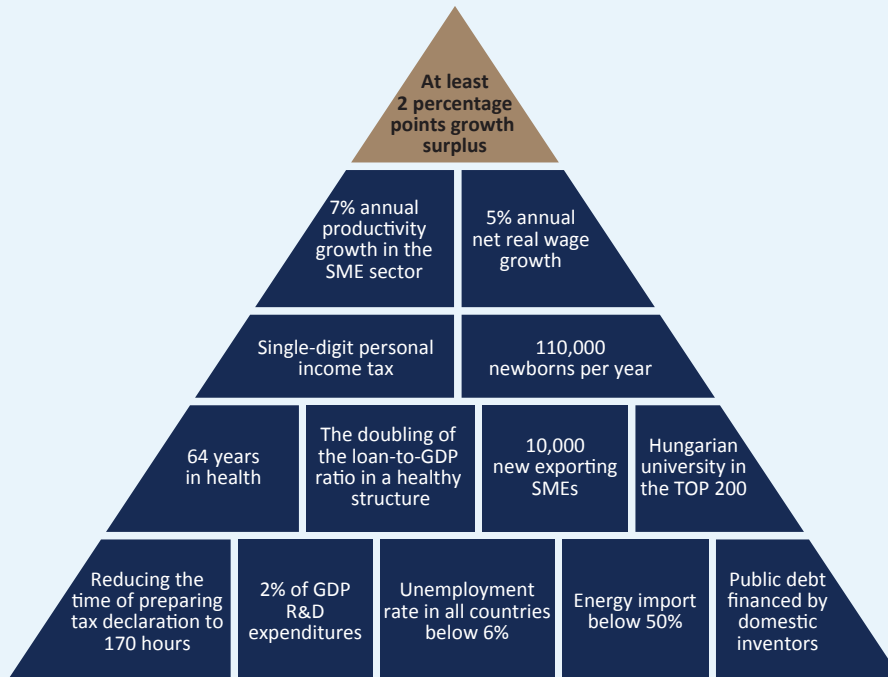 At least
2 percentage
points growth
surplus
7% annual
productivity
growth in the
SME sector
5% annual
net real wage
growth
Single-digit personal
income tax
110,000
newborns per year
64 years
in health
The doubling of
the loan-to-GDP
ratio in a healthy
structure
10,000
new exporting
SMEs
Hungarian
university in
the TOP 200
Reducing the
time of preparing
tax declaration to
170 hours
2% of GDP
R&D
expenditures
Unemployment
rate in all countries
below 6%
Energy import
below 50%
Public debt
financed by
domestic
inventors